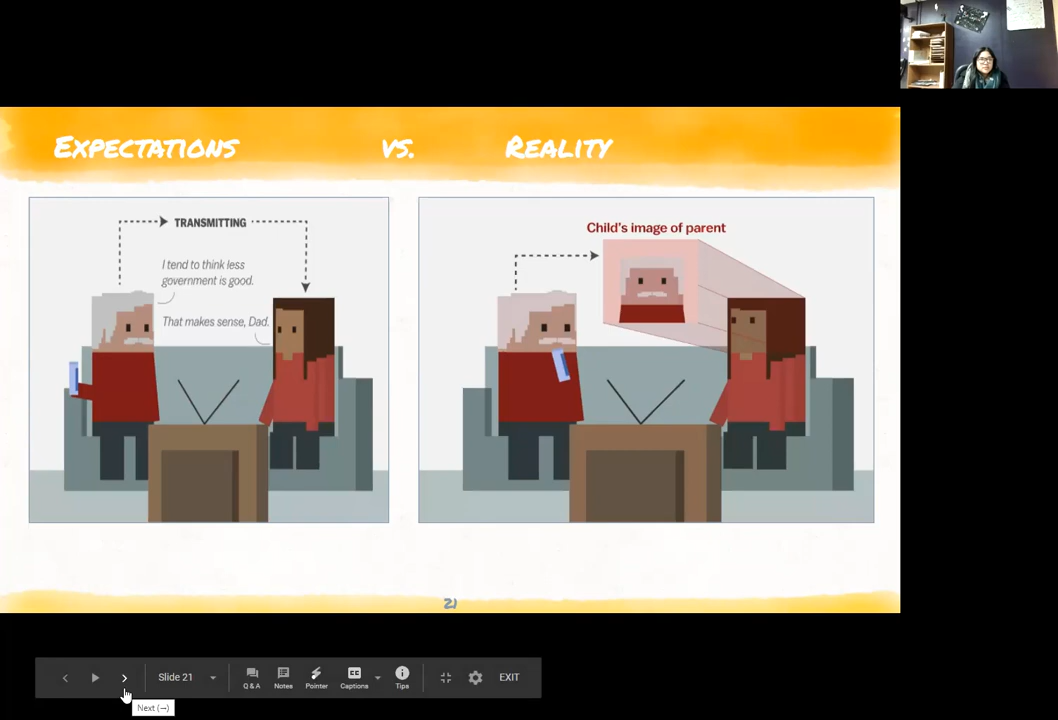 EXPECTATIONS VS. REALITY
TRANSMITTING
I tend to think less
government is good.
That makes sense, Dad.
Child's image of parent
21
Slide 21
Q & A
Notes
Pointer
Captions
Tips
EXIT
Next (→)